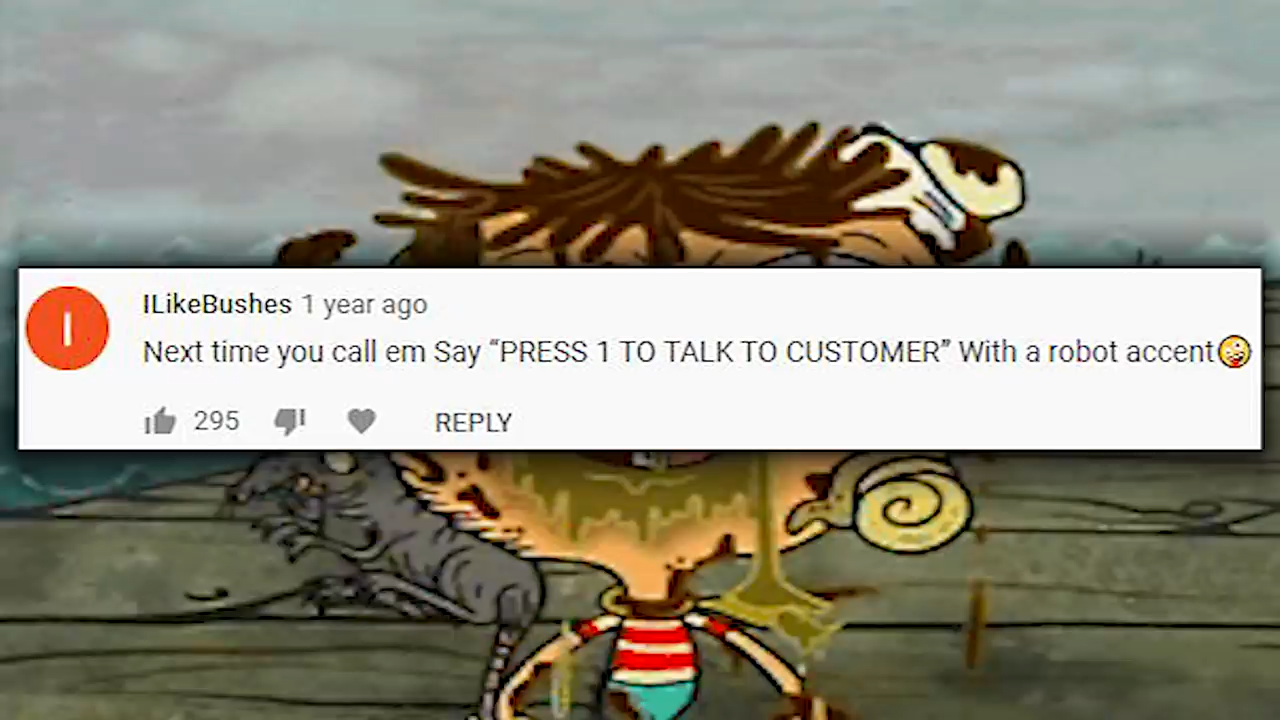 I
ILikeBushes 1 year ago
Next time you call em Say “PRESS 1 TO TALK TO CUSTOMER” With a robot accent🤪
295 REPLY